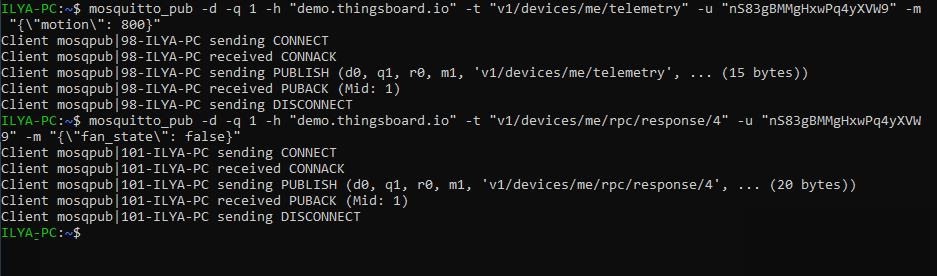 ILYA-PC:~$ mosquitto_pub -d -q 1 -h "demo.thingsboard.io" -t "v1/devices/me/telemetry" -u "nS83gBMMgHxwPq4yXVW9" -m
"{\"motion\": 800}"
Client mosqpub|98-ILYA-PC sending CONNECT
Client mosqpub|98-ILYA-PC received CONNACK
Client mosqpub|98-ILYA-PC sending PUBLISH (d0, q1, r0, m1, 'v1/devices/me/telemetry', ... (15 bytes))
Client mosqpub|98-ILYA-PC received PUBACK (Mid: 1)
Client mosqpub|98-ILYA-PC sending DISCONNECT
ILYA-PC:~$ mosquitto_pub -d -q 1 -h "demo.thingsboard.io" -t "v1/devices/me/rpc/response/4" -u "nS83gBMMgHxwPq4yXVW
9" -m "{\"fan_state\": false}"
Client mosqpub|101-ILYA-PC sending CONNECT
Client mosqpub|101-ILYA-PC received CONNACK
Client mosqpub|101-ILYA-PC sending PUBLISH (d0, q1, r0, m1, 'v1/devices/me/rpc/response/4', ... (20 bytes))
Client mosqpub|101-ILYA-PC received PUBACK (Mid: 1)
Client mosqpub|101-ILYA-PC sending DISCONNECT
ILYA-PC:~$